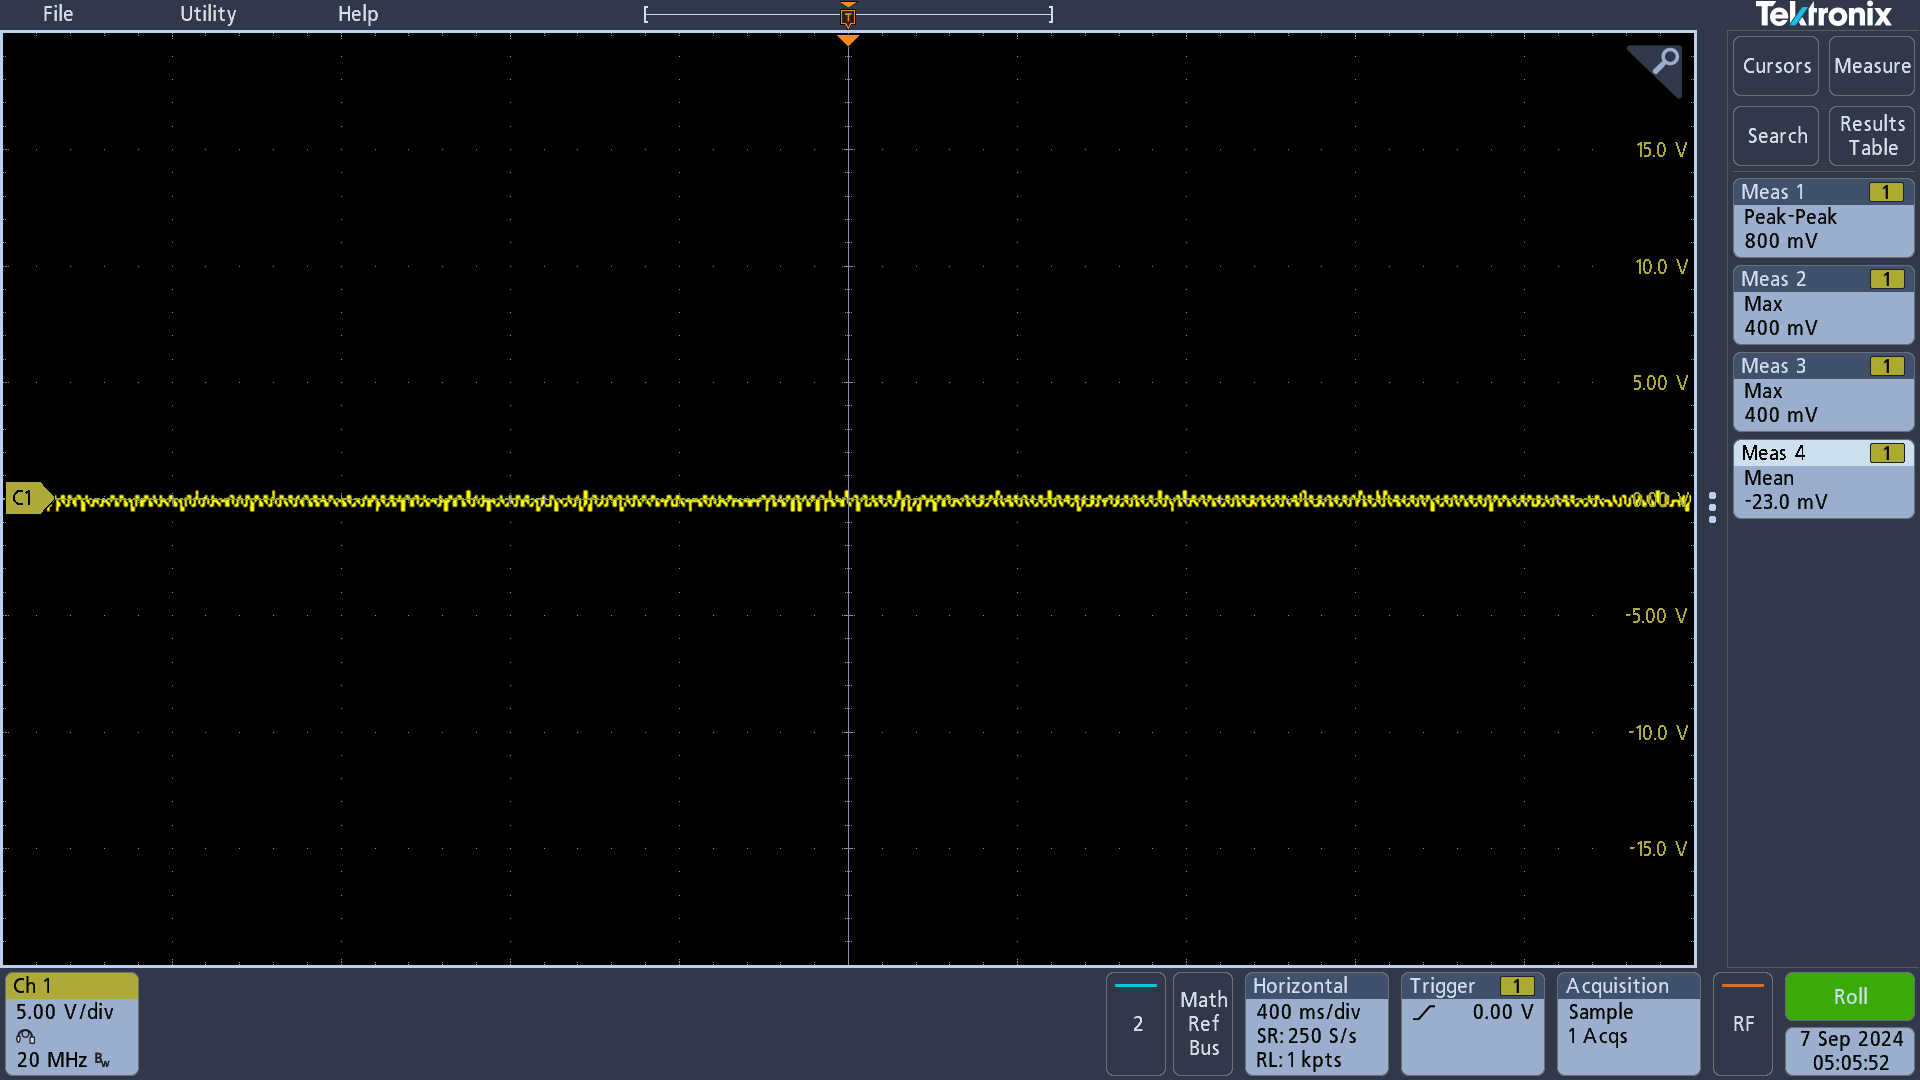 File Utility Help T Tektronix
Cursors Measure
Search Results Table
15.0 V
10.0 V
5.00 V
0.00 V
-5.00 V
-10.0 V
-15.0 V
C1
Meas 1 1
Peak-Peak
800 mV
Meas 2 1
Max
400 mV
Meas 3 1
Max
400 mV
Meas 4 1
Mean
-23.0 mV
Ch 1
5.00 V/div
20 MHz Bw
2
Math
Ref
Bus
Horizontal
400 ms/div
SR: 250 S/s
RL: 1 kpts
Trigger 1
0.00 V
Acquisition
Sample
1 Acqs
RF
Roll
7 Sep 2024
05:05:52